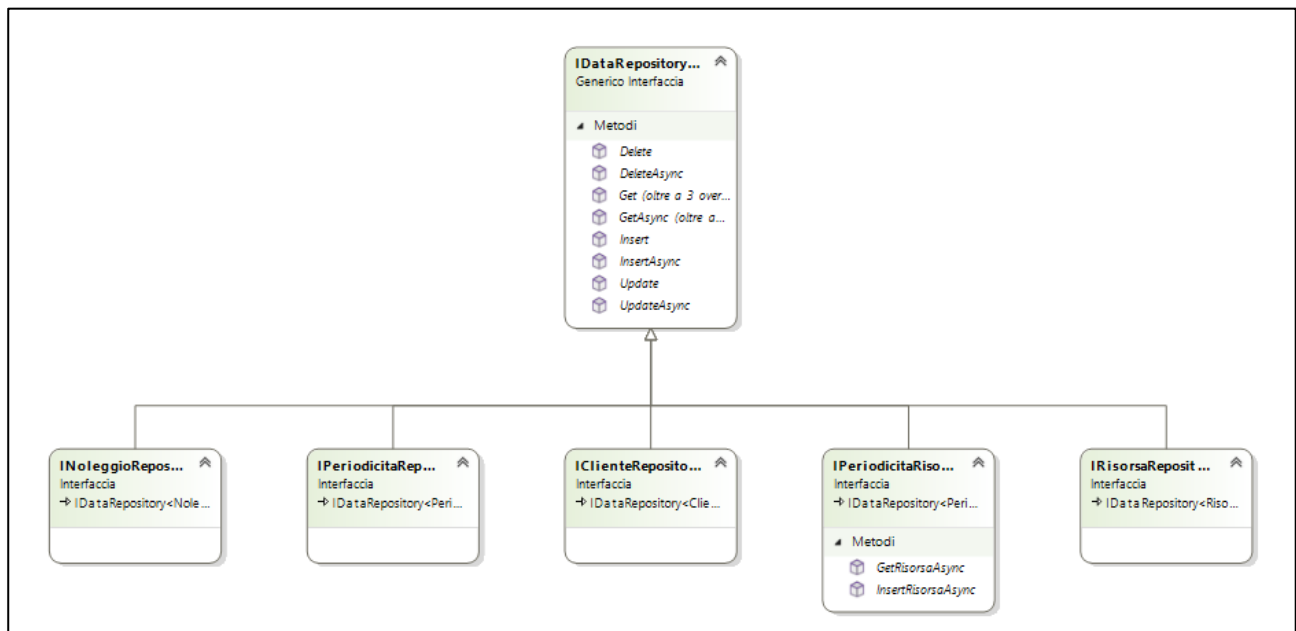 IDataRepository...
Generico Interfaccia
Metodi
Delete
DeleteAsync
Get (oltre a 3 over...
GetAsync (oltre a...
Insert
InsertAsync
Update
UpdateAsync
INoleggioRepos...
Interfaccia
IDataRepository<Nole...
IPeriodicitaRep...
Interfaccia
IDataRepository<Peri...
IClienteReposito...
Interfaccia
IDataRepository<Clie...
IPeriodicitaRiso...
Interfaccia
IDataRepository<Peri...
Metodi
GetRisorsaAsync
InsertRisorsaAsync
IRisorsaReposit...
Interfaccia
IDataRepository<Riso...